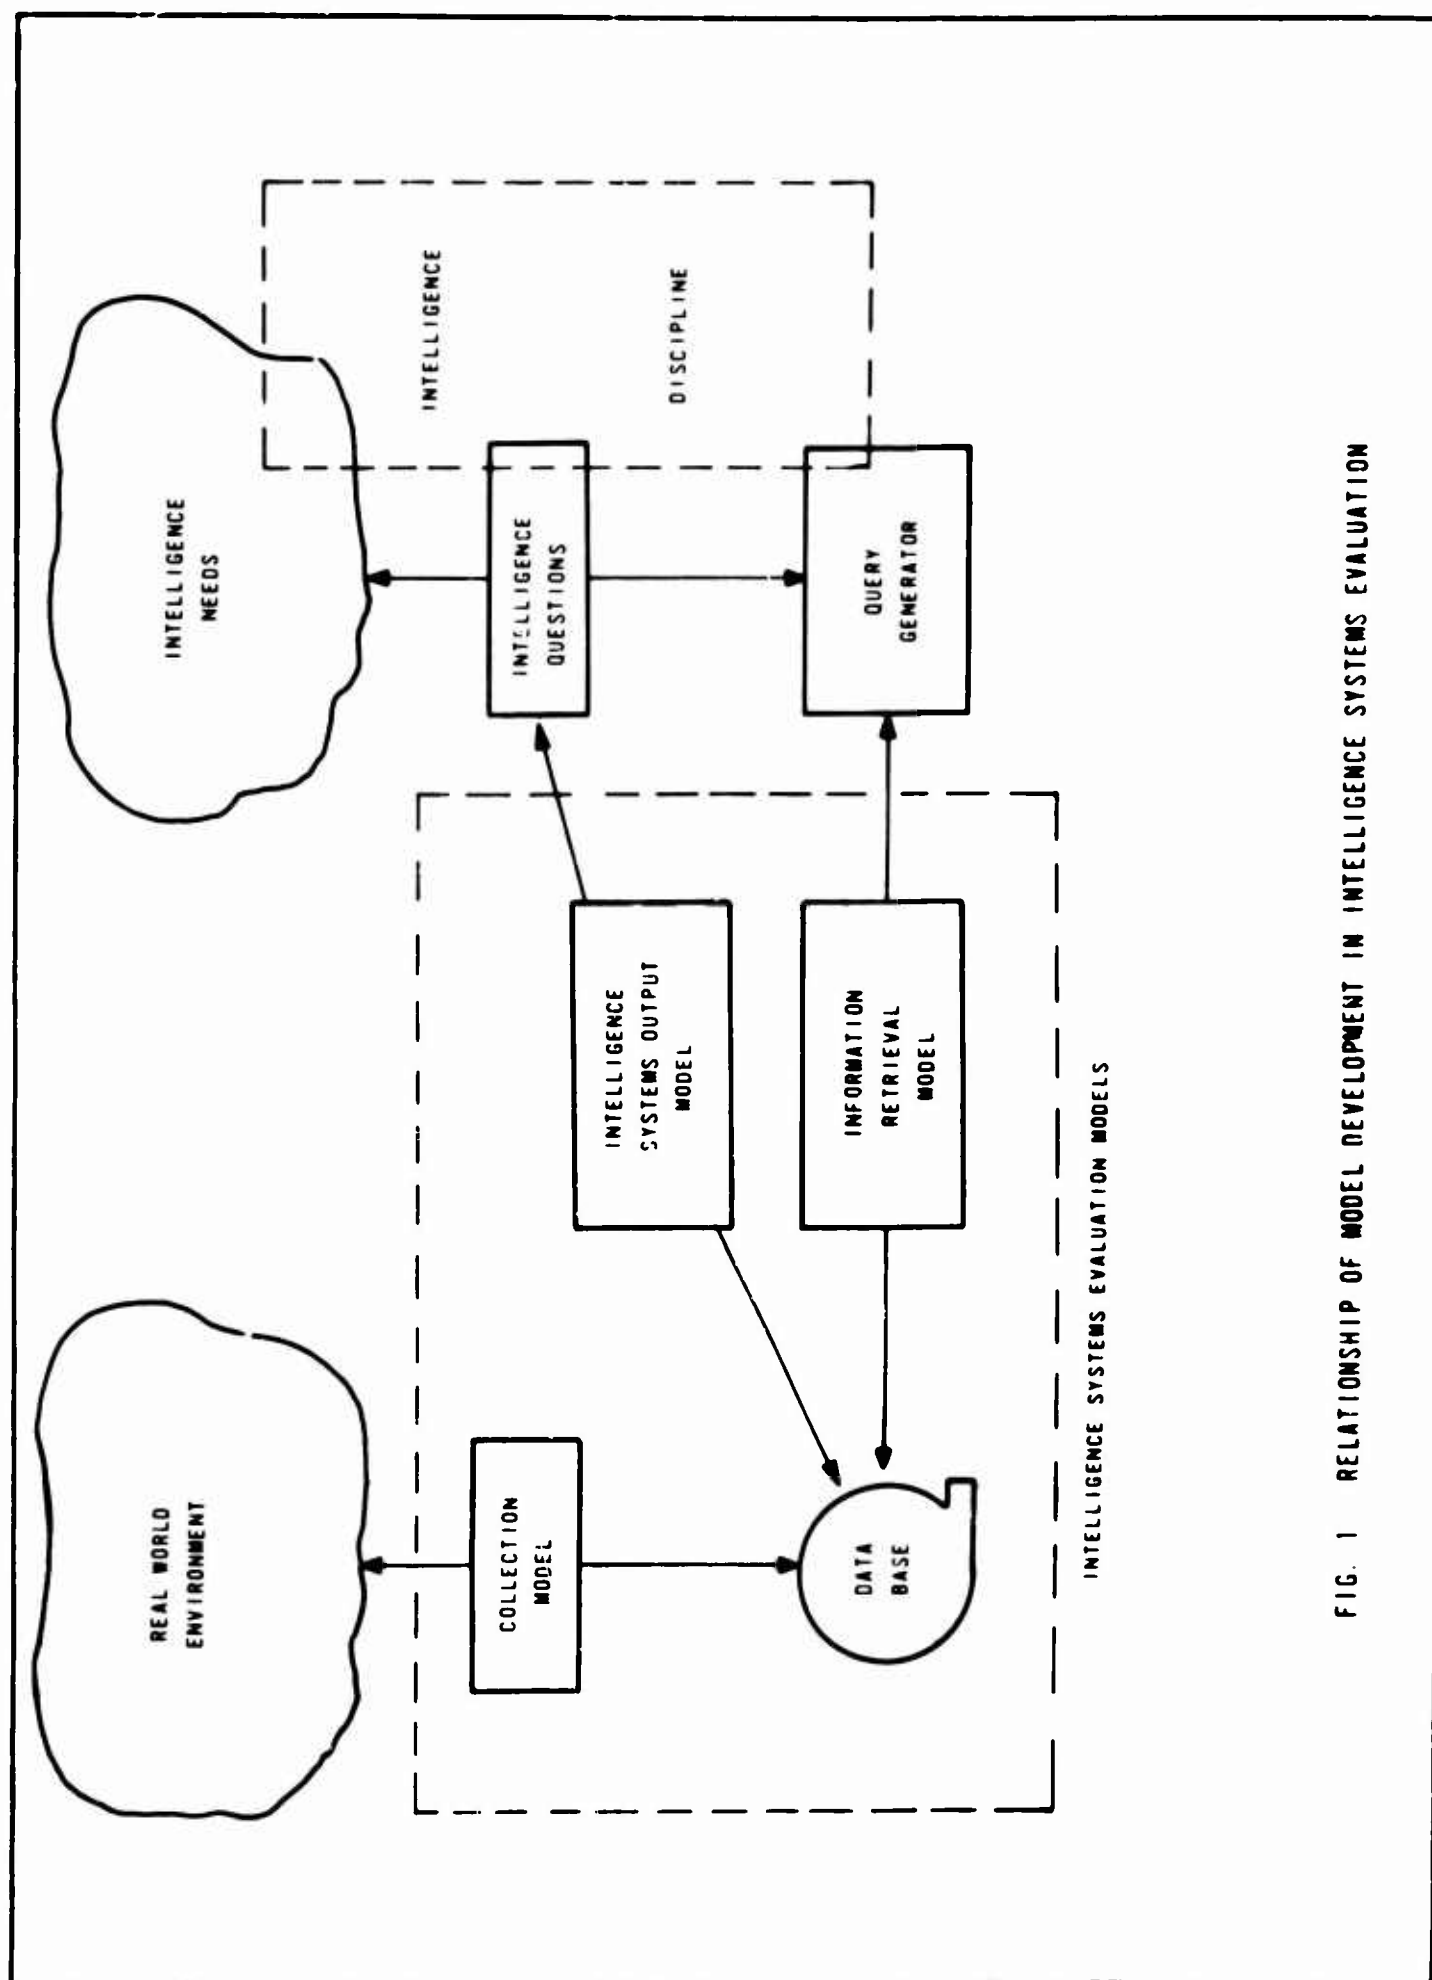 REAL WORLD
ENVIRONMENT
INTELLIGENCE
NEEDS
COLLECTION
MODEL
INTELLIGENCE
SYSTEMS OUTPUT
MODEL
INTELLIGENCE
QUESTIONS
INTELLIGENCE
DISCIPLINE
DATA
BASE
INFORMATION
RETRIEVAL
MODEL
QUERY
GENERATOR
INTELLIGENCE SYSTEMS EVALUATION MODELS
FIG. 1 RELATIONSHIP OF MODEL DEVELOPMENT IN INTELLIGENCE SYSTEMS EVALUATION